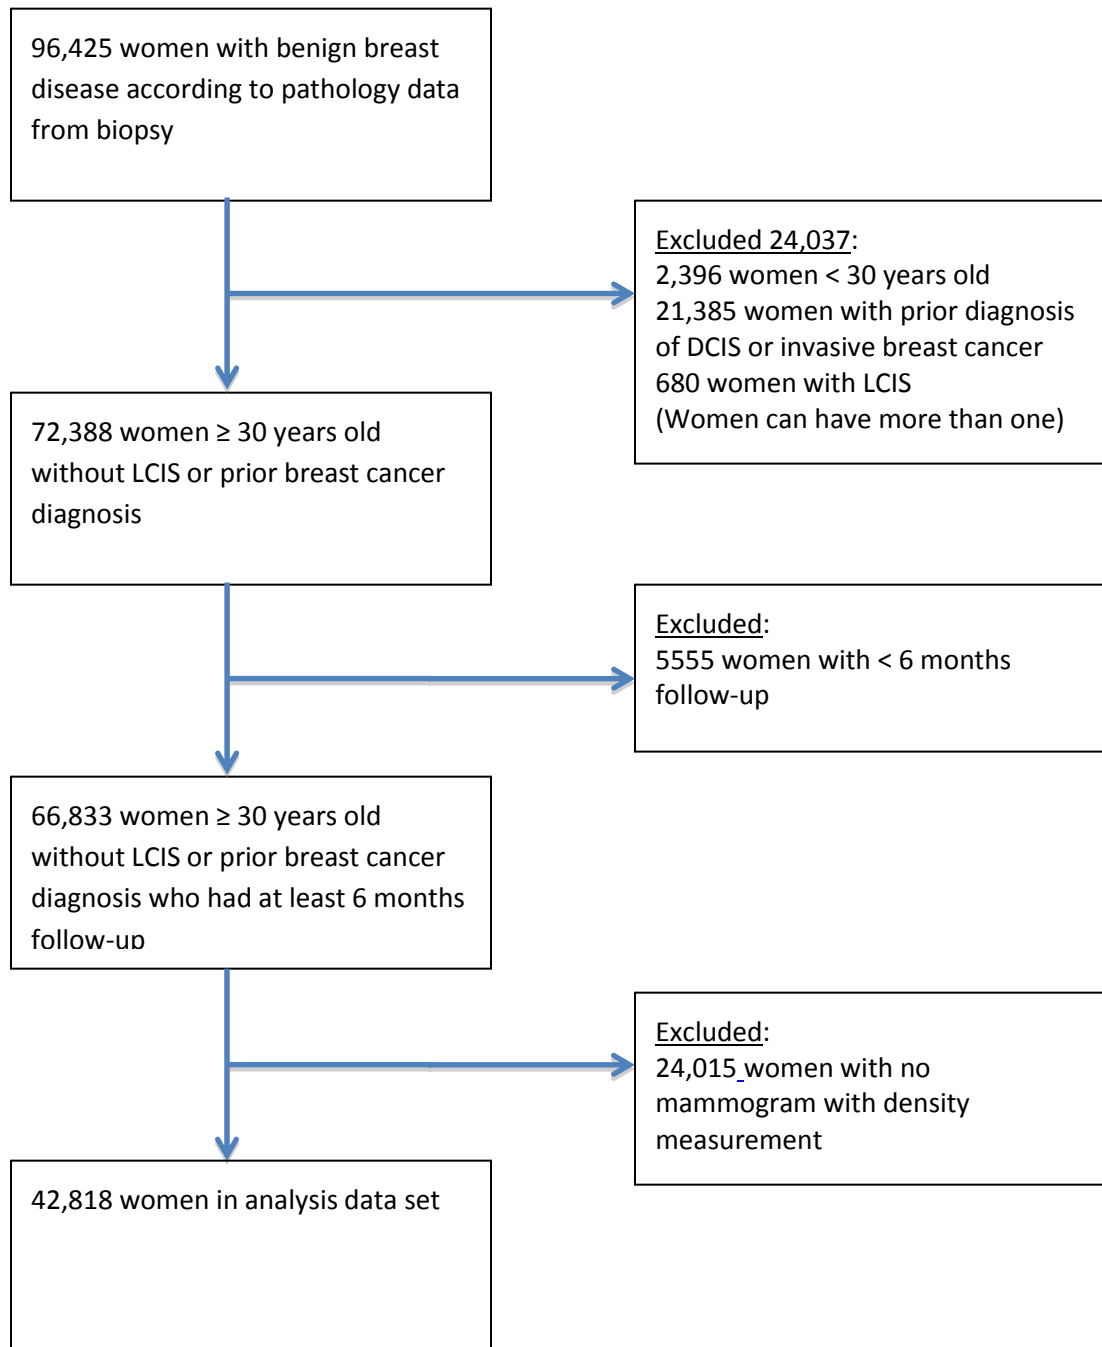 96,425 women with benign breast
disease according to pathology data
from biopsy
Excluded 24,037:
2,396 women < 30 years old
21,385 women with prior diagnosis
of DCIS or invasive breast cancer
680 women with LCIS
(Women can have more than one)
72,388 women ≥ 30 years old
without LCIS or prior breast cancer
diagnosis
Excluded:
5555 women with < 6 months
follow-up
66,833 women ≥ 30 years old
without LCIS or prior breast cancer
diagnosis who had at least 6 months
follow-up
Excluded:
24,015 women with no
mammogram with density
measurement
42,818 women in analysis data set